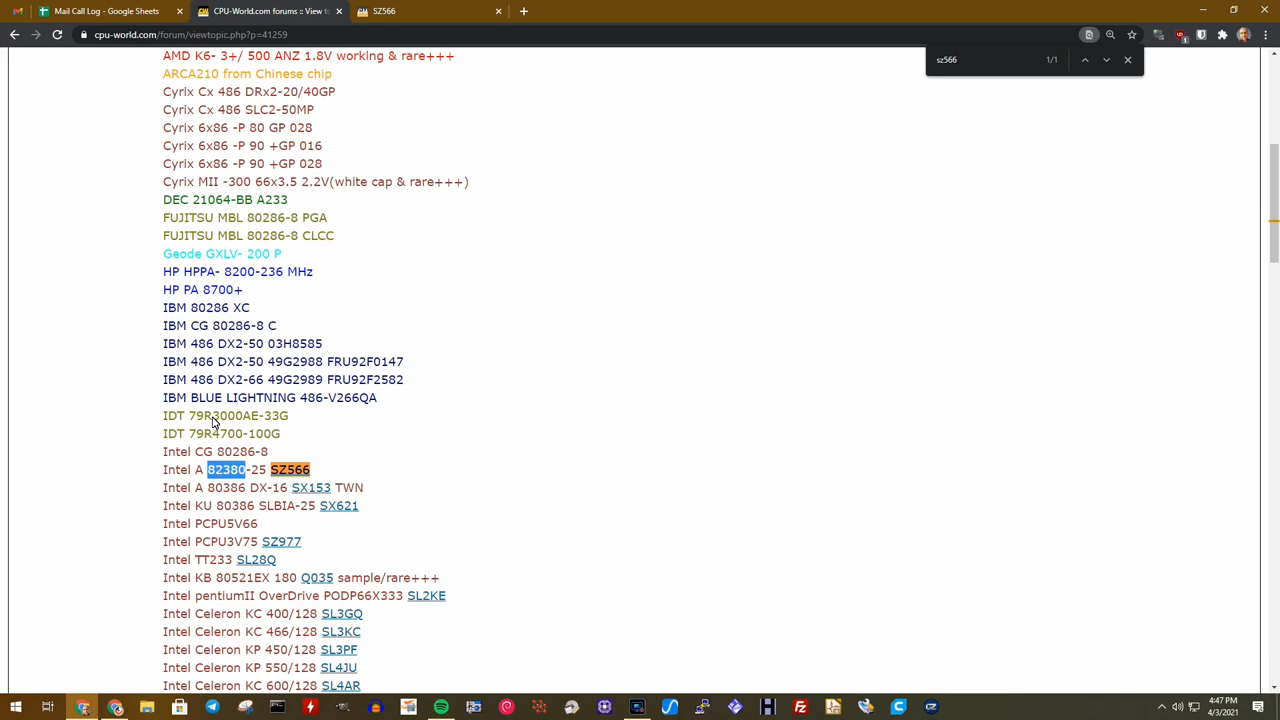 Mail Call Log - Google Sheets
CPU-World.com forums :: View t
SZ566
cpu-world.com/forum/viewtopic.php?p=41259
sz566
1/1
AMD K6- 3+/ 500 ANZ 1.8V working & rare+++
ARCA210 from Chinese chip
Cyrix Cx 486 DRx2-20/40GP
Cyrix Cx 486 SLC2-50MP
Cyrix 6x86 -P 80 GP 028
Cyrix 6x86 -P 90 +GP 016
Cyrix 6x86 -P 90 +GP 028
Cyrix MII -300 66x3.5 2.2V(white cap & rare+++)
DEC 21064-BB A233
FUJITSU MBL 80286-8 PGA
FUJITSU MBL 80286-8 CLCC
Geode GXLV- 200 P
HP HPPA- 8200-236 MHz
HP PA 8700+
IBM 80286 XC
IBM CG 80286-8 C
IBM 486 DX2-50 03H8585
IBM 486 DX2-50 49G2988 FRU92F0147
IBM 486 DX2-66 49G2989 FRU92F2582
IBM BLUE LIGHTNING 486-V266QA
IDT 79R3000AE-33G
IDT 79R4700-100G
Intel CG 80286-8
Intel A 82380-25 SZ566
Intel A 80386 DX-16 SX153 TWN
Intel KU 80386 SLBIA-25 SX621
Intel PCPU5V66
Intel PCPU3V75 SZ977
Intel TT233 SL28Q
Intel KB 80521EX 180 Q035 sample/rare+++
Intel pentiumII OverDrive PODP66X333 SL2KE
Intel Celeron KC 400/128 SL3GQ
Intel Celeron KC 466/128 SL3KC
Intel Celeron KP 450/128 SL3PF
Intel Celeron KP 550/128 SL4JU
Intel Celeron KC 600/128 SL4AR
4:47 PM
4/3/2021